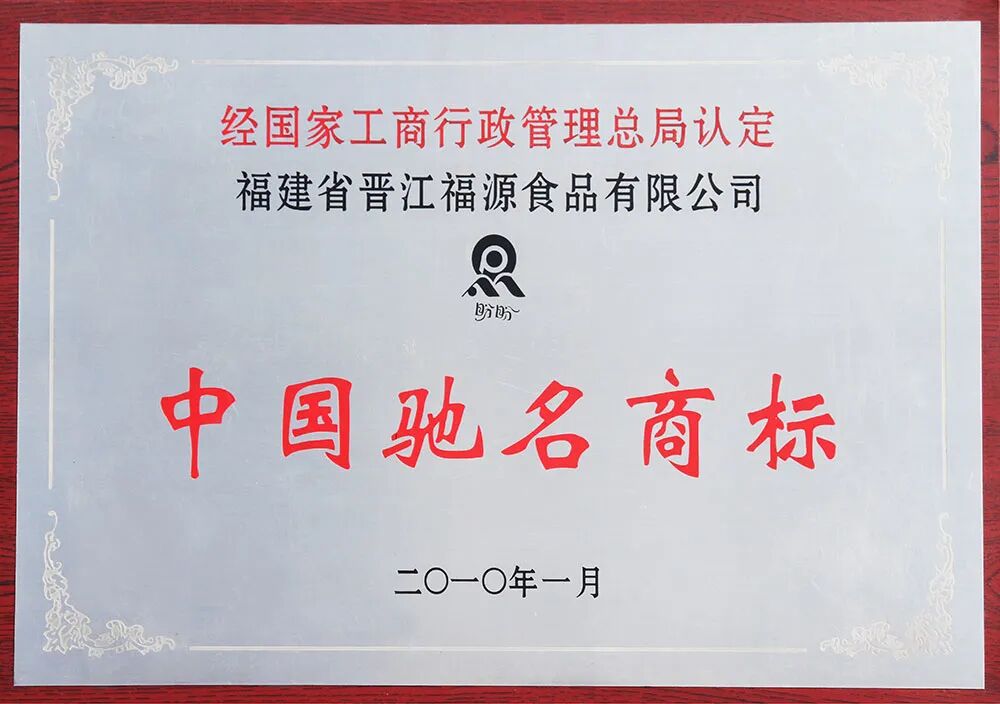 经国家工商行政管理总局认定
福建省晋江福源食品有限公司
盼盼
中国驰名商标
二〇一〇年一月